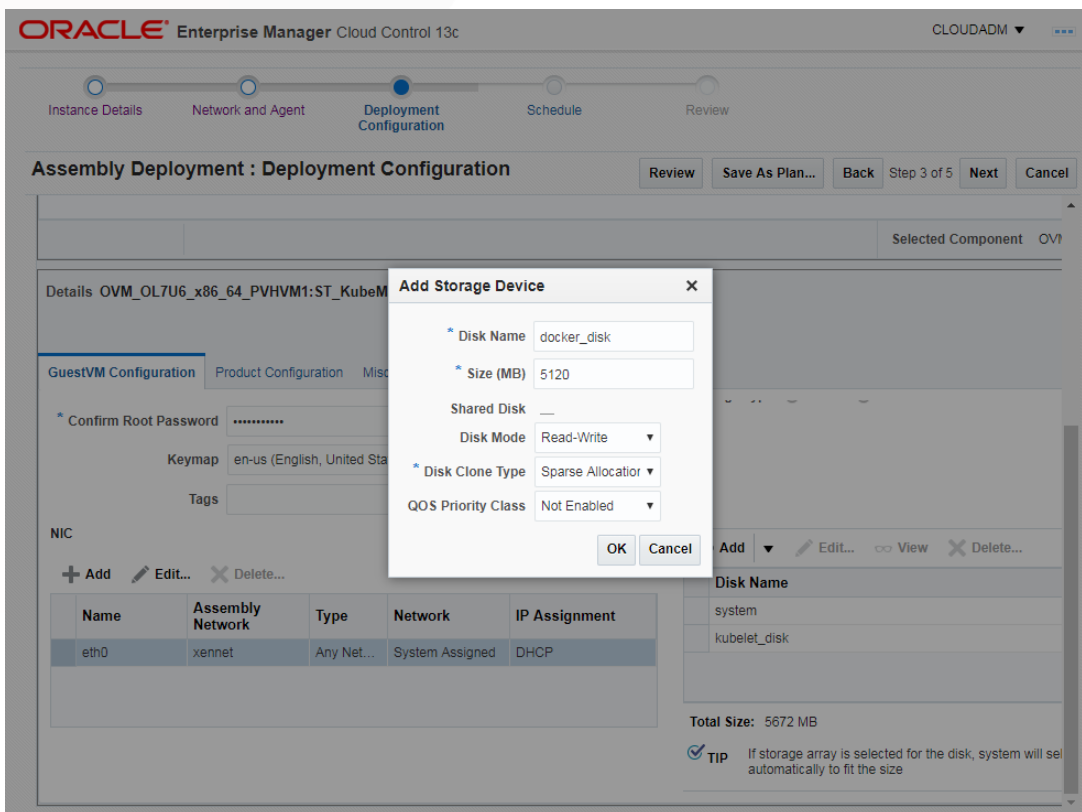 ORACLE Enterprise Manager Cloud Control 13c
CLOUDADM
Instance Details
Network and Agent
Deployment Configuration
Schedule
Review
Assembly Deployment : Deployment Configuration
Review
Save As Plan...
Back
Step 3 of 5
Next
Cancel
Selected Component
Details OVM_OL7U6_x86_64_PVHVM1:ST_KubeM
Add Storage Device
* Disk Name docker_disk
* Size (MB) 5120
Shared Disk
Disk Mode Read-Write
* Disk Clone Type Sparse Allocation
QOS Priority Class Not Enabled
OK Cancel
GuestVM Configuration
Product Configuration
Misc
* Confirm Root Password ••••••••••••
Keymap en-us (English, United Sta
Tags
NIC
Add Edit... Delete...
Name Assembly Network Type Network IP Assignment
eth0 xennet Any Net... System Assigned DHCP
Add Edit... View Delete...
Disk Name
system
kubelet_disk
Total Size: 5672 MB
TIP If storage array is selected for the disk, system will sel
automatically to fit the size